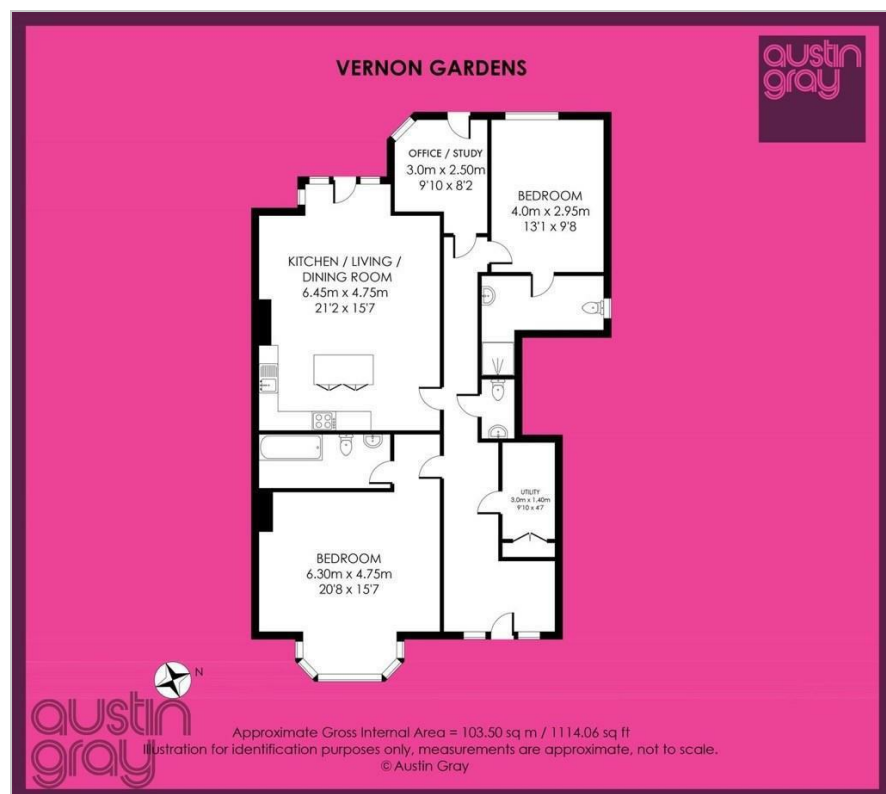 VERNON GARDENS
austin
gray
OFFICE / STUDY
3.0m x 2.50m
9'10 x 8'2
BEDROOM
4.0m x 2.95m
13'1 x 9'8
KITCHEN / LIVING /
DINING ROOM
6.45m x 4.75m
21'2 x 15'7
UTILITY
3.0m x 1.40m
9'10 x 4'7
BEDROOM
6.30m x 4.75m
20'8 x 15'7
N
austin
gray
Approximate Gross Internal Area = 103.50 sq m / 1114.06 sq ft
Illustration for identification purposes only, measurements are approximate, not to scale.
© Austin Gray